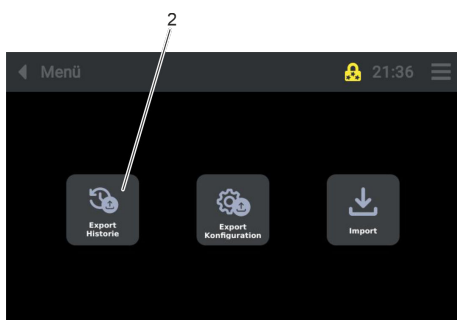 2
Menü 21:36
Export
Historie
Export
Konfiguration
Import